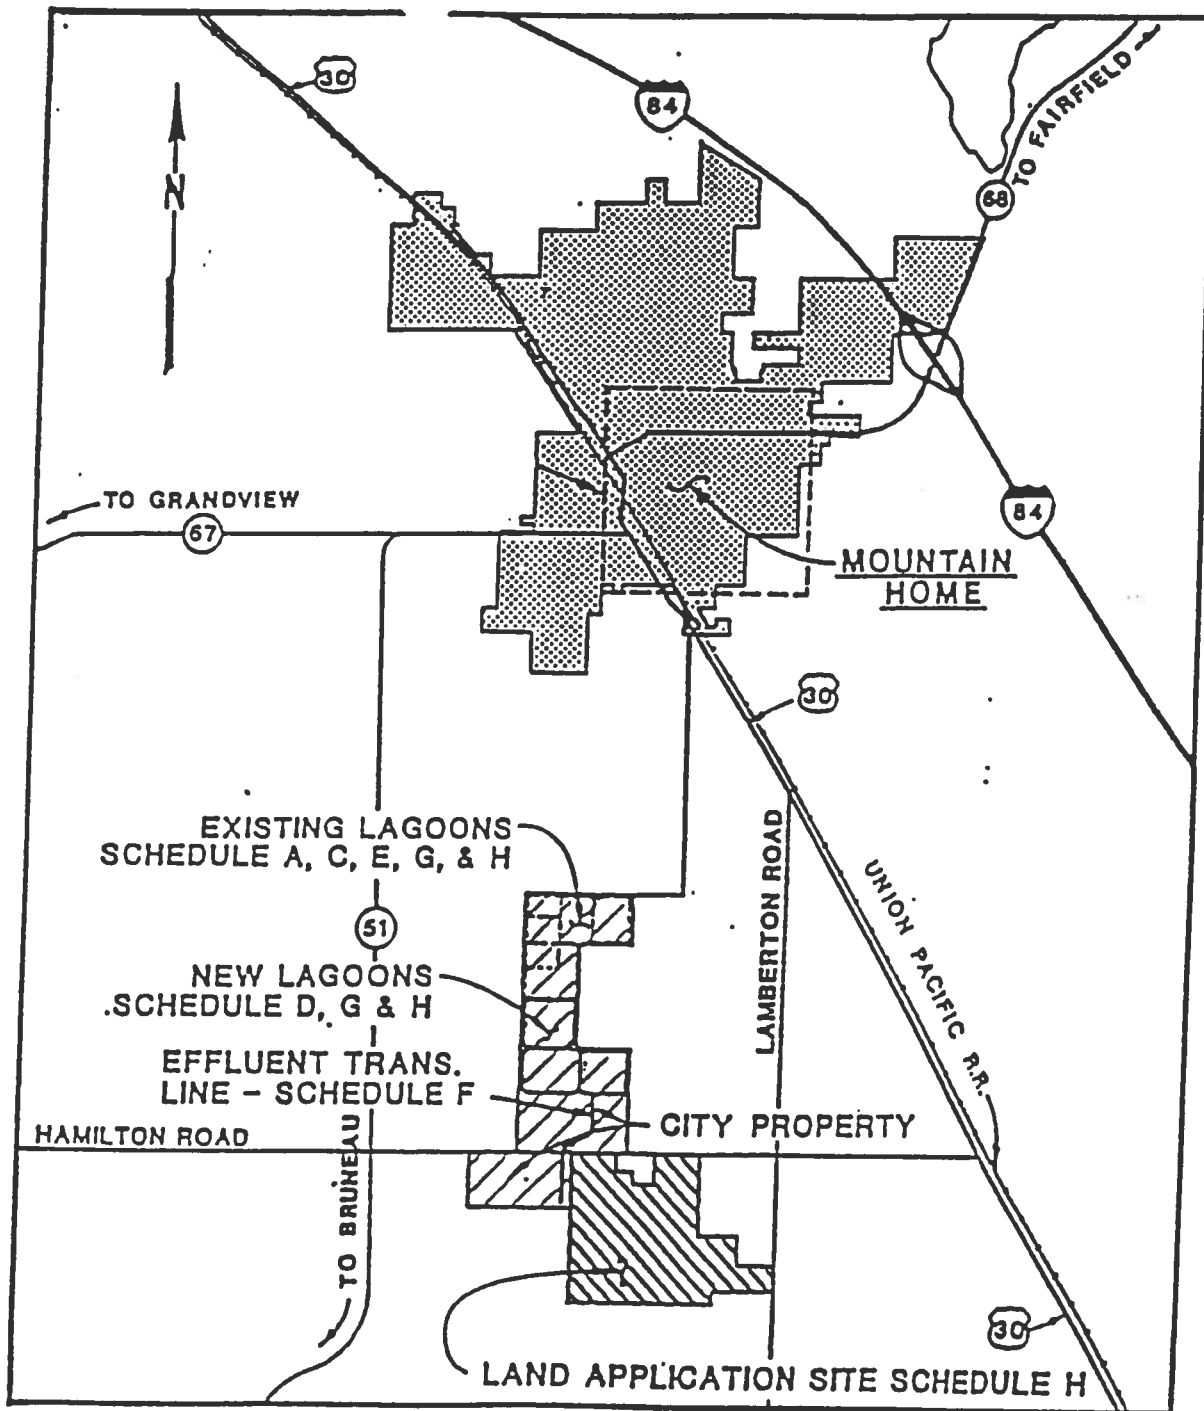 30
84
TO FAIRFIELD
68
N
TO GRANDVIEW
67
84
MOUNTAIN
HOME
30
EXISTING LAGOONS
SCHEDULE A, C, E, G, & H
51
NEW LAGOONS
SCHEDULE D, G & H
LAMBERTON ROAD
UNION PACIFIC R.R.
EFFLUENT TRANS.
LINE - SCHEDULE F
CITY PROPERTY
HAMILTON ROAD
TO BRUNEAU
30
LAND APPLICATION SITE SCHEDULE H